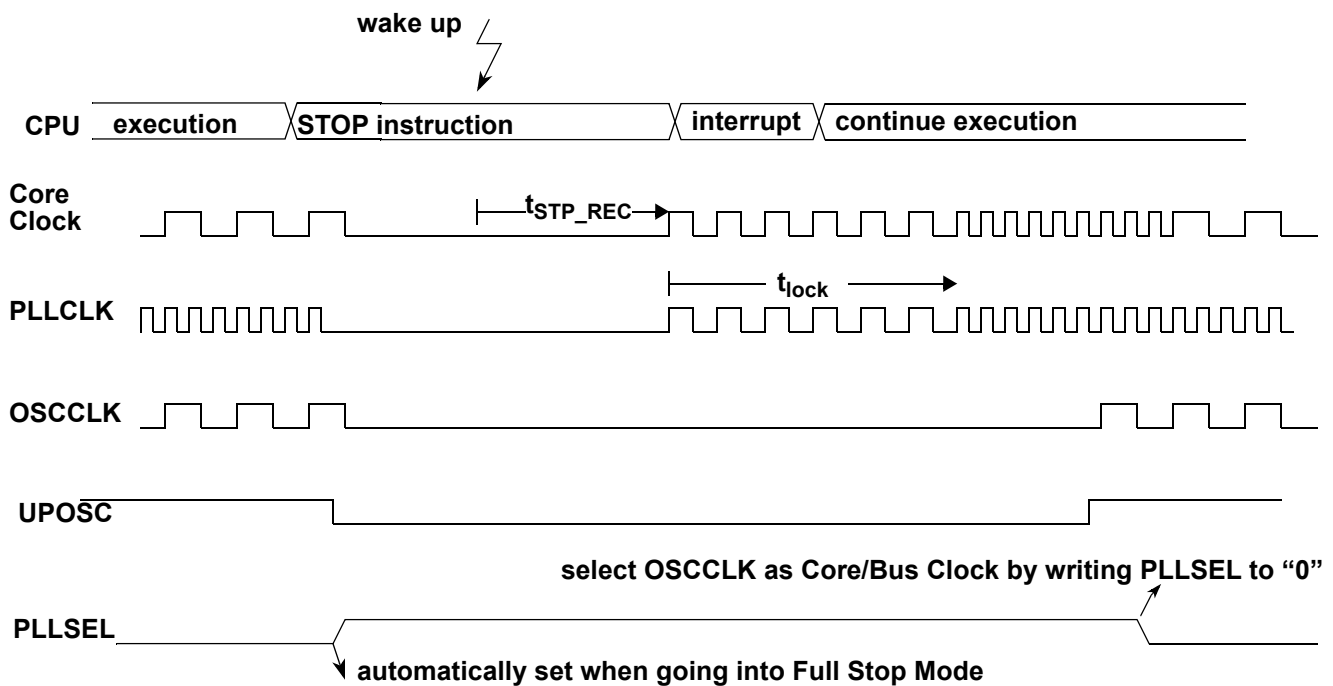 wake up
CPU execution STOP instruction interrupt continue execution
Core
Clock
tSTP_REC
tlock
PLLCLK
OSCCLK
UPOSC
select OSCCLK as Core/Bus Clock by writing PLLSEL to “0”
PLLSEL
automatically set when going into Full Stop Mode